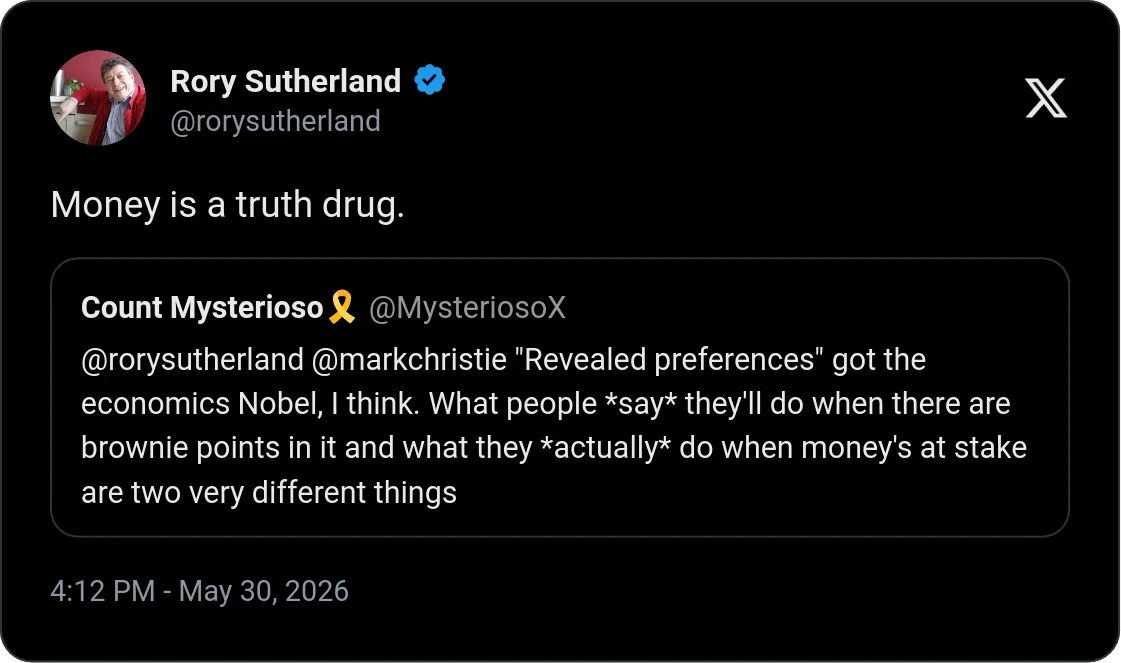 Rory Sutherland
@rorysutherland
Money is a truth drug.
Count Mysterioso🎗️ @MysteriosoX
@rorysutherland @markchristie "Revealed preferences" got the
economics Nobel, I think. What people *say* they'll do when there are
brownie points in it and what they *actually* do when money's at stake
are two very different things
4:12 PM - May 30, 2026